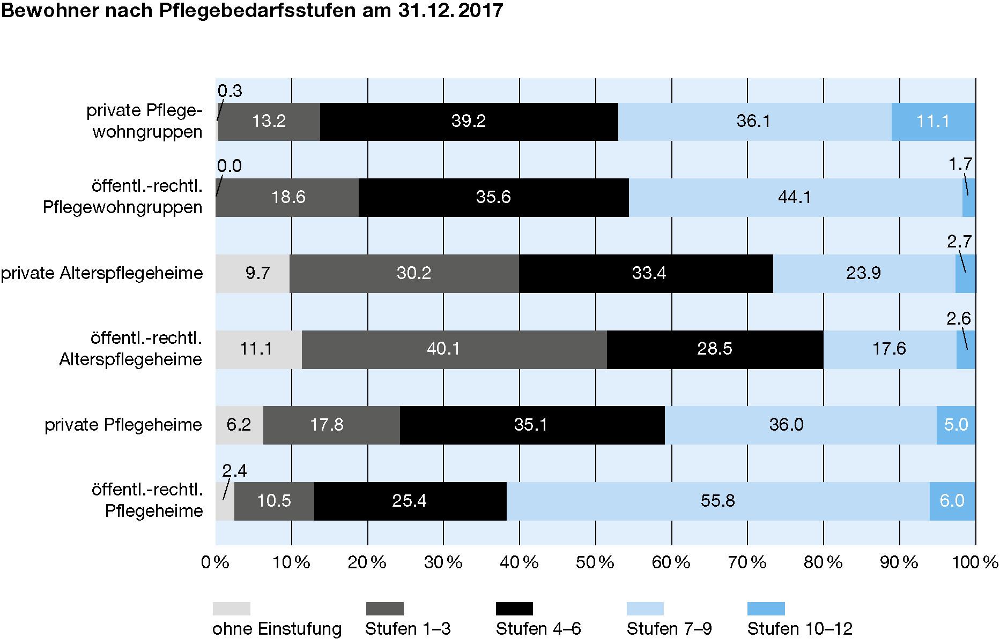 Bewohner nach Pflegebedarfsstufen am 31.12.2017
0.3
private Pflege-
wohngruppen
13.2 39.2 36.1 11.1
0.0
1.7
öffentl.-rechtl.
Pflegewohngruppen
18.6 35.6 44.1
2.7
private Alterspflegeheime
9.7 30.2 33.4 23.9
2.6
öffentl.-rechtl.
Alterspflegeheime
11.1 40.1 28.5 17.6
private Pflegeheime
6.2 17.8 35.1 36.0 5.0
2.4
öffentl.-rechtl.
Pflegeheime
10.5 25.4 55.8 6.0
0 % 10 % 20 % 30 % 40 % 50 % 60 % 70 % 80 % 90 % 100 %
ohne Einstufung Stufen 1–3 Stufen 4–6 Stufen 7–9 Stufen 10–12